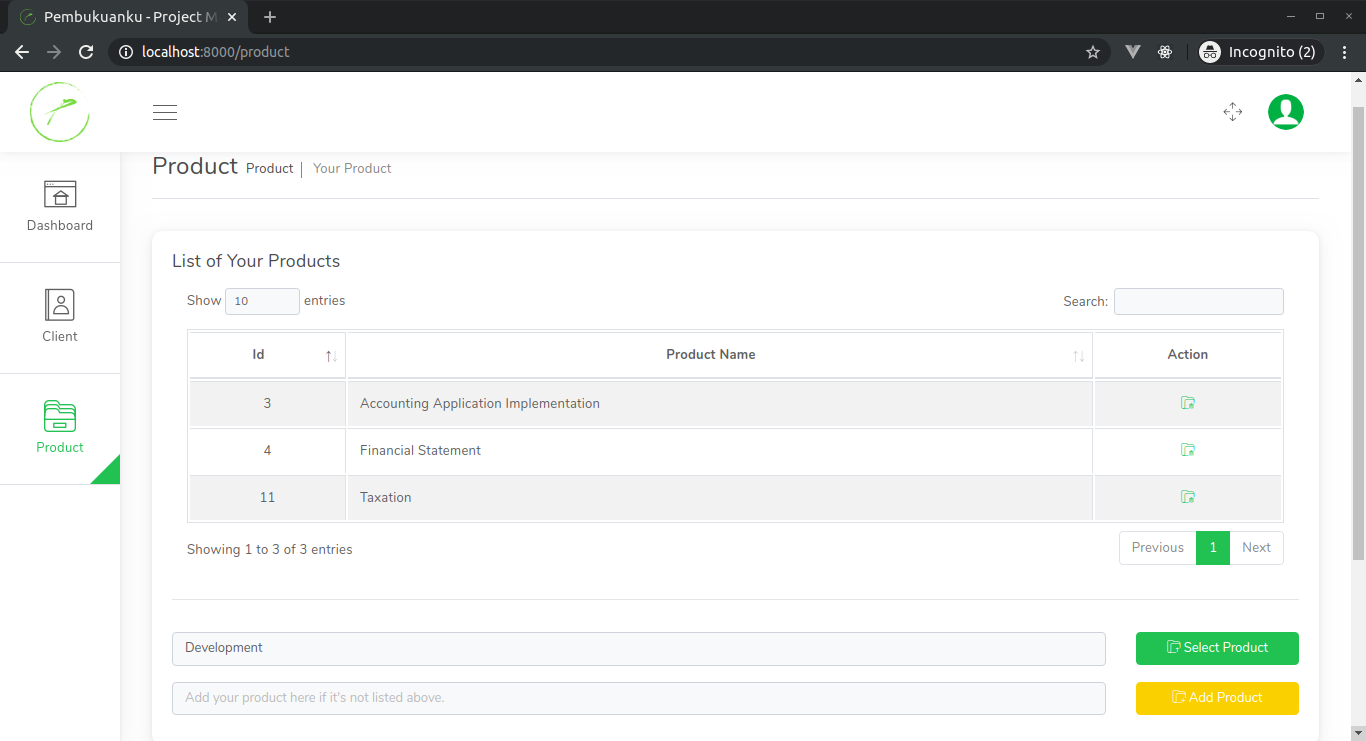 Pembukuanku - Project M
localhost:8000/product
Incognito (2)
Product Product | Your Product
Dashboard
Client
Product
List of Your Products
Show 10 entries
Search:
Id Product Name Action
3 Accounting Application Implementation
4 Financial Statement
11 Taxation
Showing 1 to 3 of 3 entries
Previous 1 Next
Development
Select Product
Add your product here if it's not listed above.
Add Product